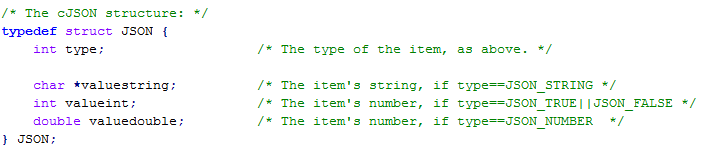 /* The cJSON structure: */
typedef struct JSON {
    int type;                   /* The type of the item, as above. */

    char *valuestring;          /* The item's string, if type==JSON_STRING */
    int valueint;               /* The item's number, if type==JSON_TRUE||JSON_FALSE */
    double valuedouble;         /* The item's number, if type==JSON_NUMBER  */
} JSON;